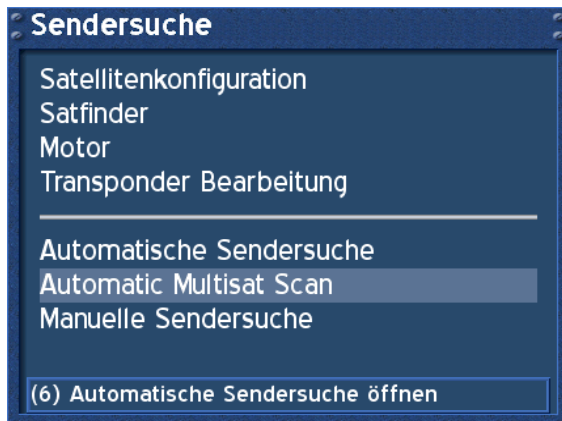 Sendersuche
Satellitenkonfiguration
Satfinder
Motor
Transponder Bearbeitung
Automatische Sendersuche
Automatic Multisat Scan
Manuelle Sendersuche
(6) Automatische Sendersuche öffnen